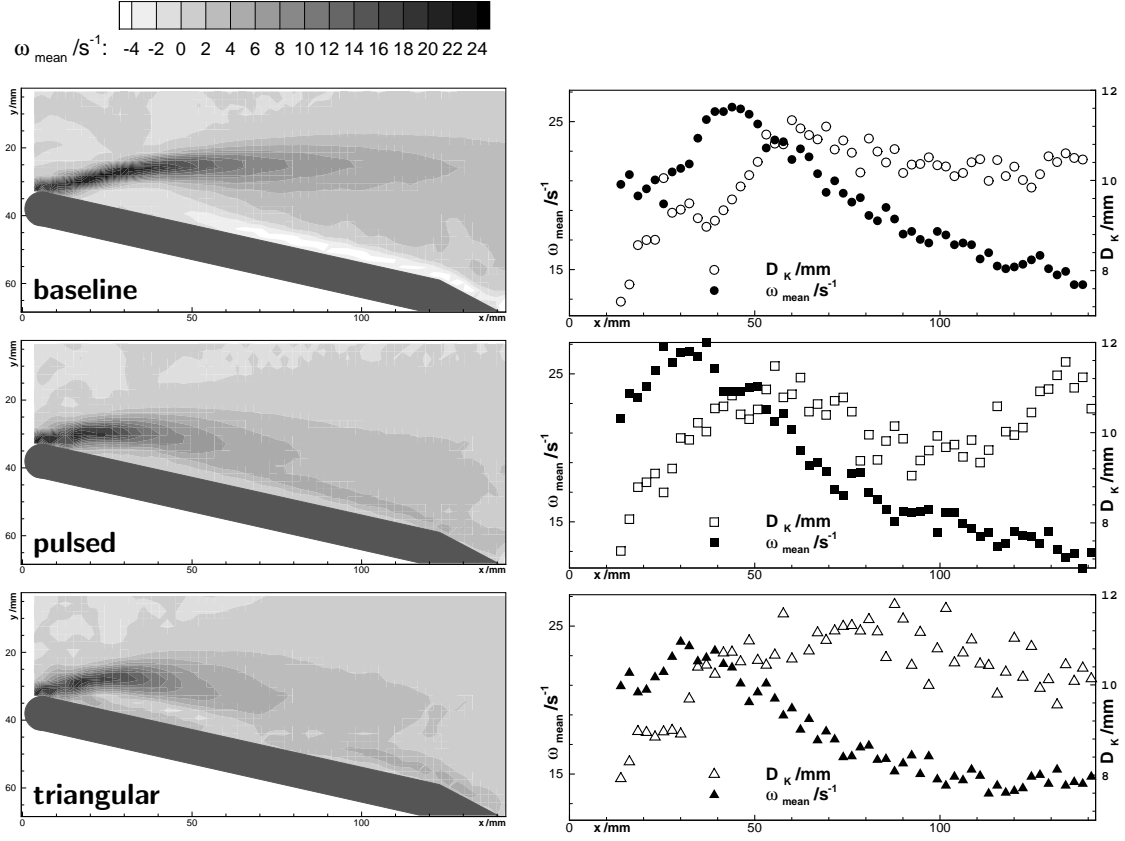 ω mean /s-1: -4 -2 0 2 4 6 8 10 12 14 16 18 20 22 24
y/mm
20
40
60
baseline
0 x/mm 50 100
ω mean /s-1
25
15
12
10
8
D K /mm
D K /mm
ω mean /s-1
0 x/mm 50 100
y/mm
20
40
60
pulsed
0 50 100 x/mm
ω mean /s-1
25
15
12
10
8
D K /mm
D K /mm
ω mean /s-1
0 x/mm 50 100
y/mm
20
40
60
triangular
0 50 100 x/mm
ω mean /s-1
25
15
12
10
8
D K /mm
D K /mm
ω mean /s-1
0 x/mm 50 100